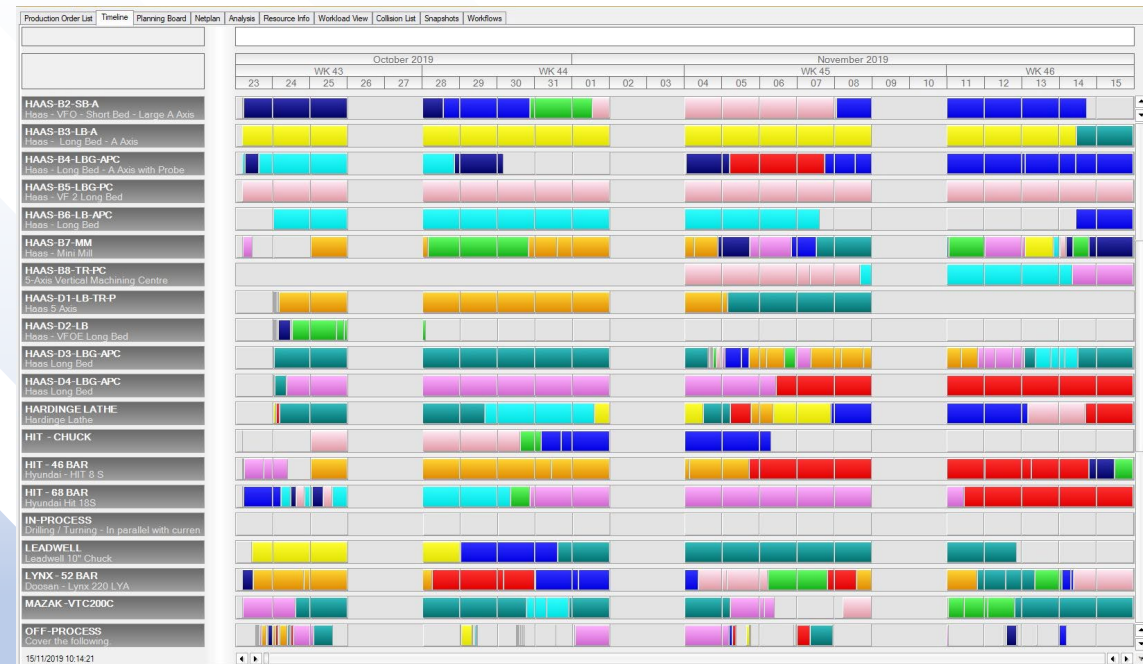 Production Order List Timeline Planning Board Netplan Analysis Resource Info Workload View Collision List Snapshots Workflows
October 2019 November 2019
WK 43 WK 44 WK 45 WK 46
23 24 25 26 27 28 29 30 31 01 02 03 04 05 06 07 08 09 10 11 12 13 14 15
HAAS-B2-SB-A
Haas - VFO - Short Bed - Large A Axis
HAAS-B3-LB-A
Haas - Long Bed - A Axis
HAAS-B4-LBG-APC
Haas - Long Bed - A Axis with Probe
HAAS-B5-LBG-PC
Haas - VF 2 Long Bed
HAAS-B6-LB-APC
Haas - Long Bed
HAAS-B7-MM
Haas - Mini Mill
HAAS-B8-TR-PC
5-Axis Vertical Machining Centre
HAAS-D1-LB-TR-P
Haas 5 Axis
HAAS-D2-LB
Haas - VFOE Long Bed
HAAS-D3-LBG-APC
Haas Long Bed
HAAS-D4-LBG-APC
Haas Long Bed
HARDINGE LATHE
Hardinge Lathe
HIT - CHUCK
HIT - 46 BAR
Hyundai - HIT 8 S
HIT - 68 BAR
Hyundai Hit 18S
IN-PROCESS
Drilling / Turning - In parallel with curren
LEADWELL
Leadwell 10" Chuck
LYNX - 52 BAR
Doosan - Lynx 220 LYA
MAZAK -VTC200C
OFF-PROCESS
Cover the following
15/11/2019 10:14:21